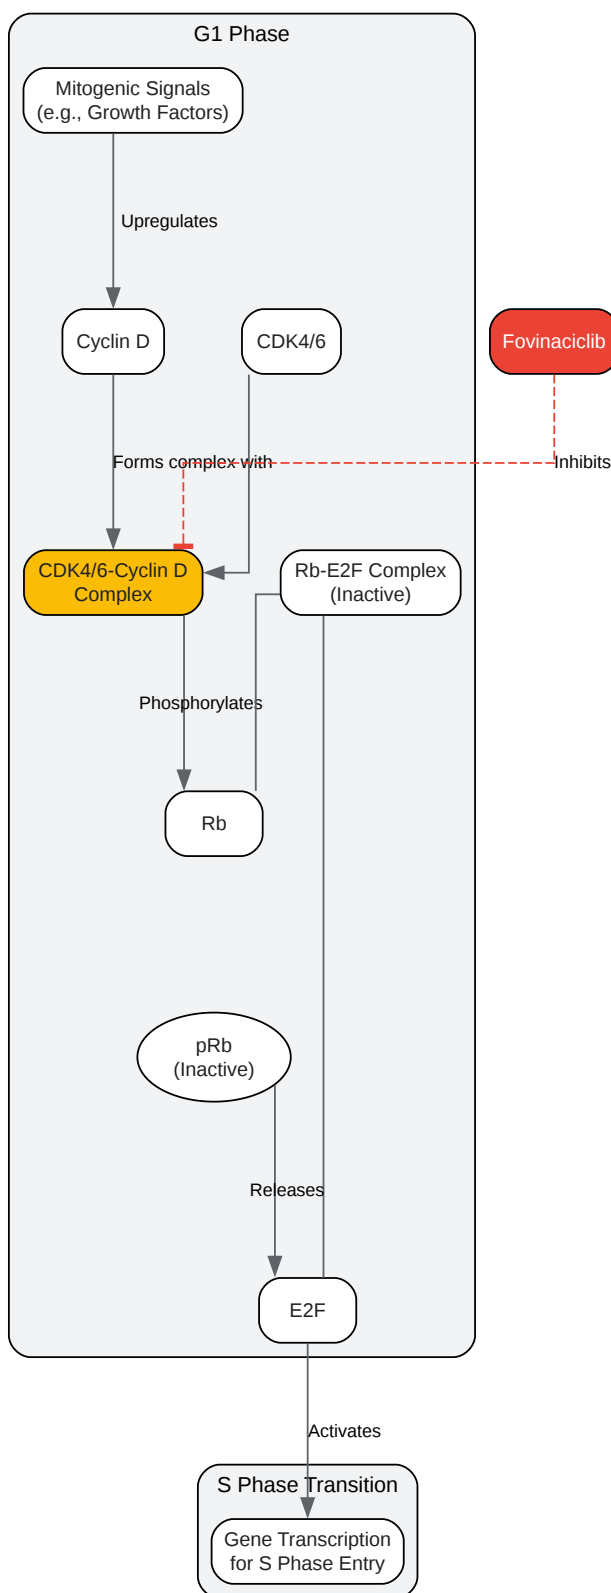 G1 Phase
Mitogenic Signals
(e.g., Growth Factors)
Upregulates
Cyclin D
CDK4/6
Fovinaciclib
Forms complex with
Inhibits
CDK4/6-Cyclin D
Complex
Rb-E2F Complex
(Inactive)
Phosphorylates
Rb
pRb
(Inactive)
Releases
E2F
Activates
S Phase Transition
Gene Transcription
for S Phase Entry